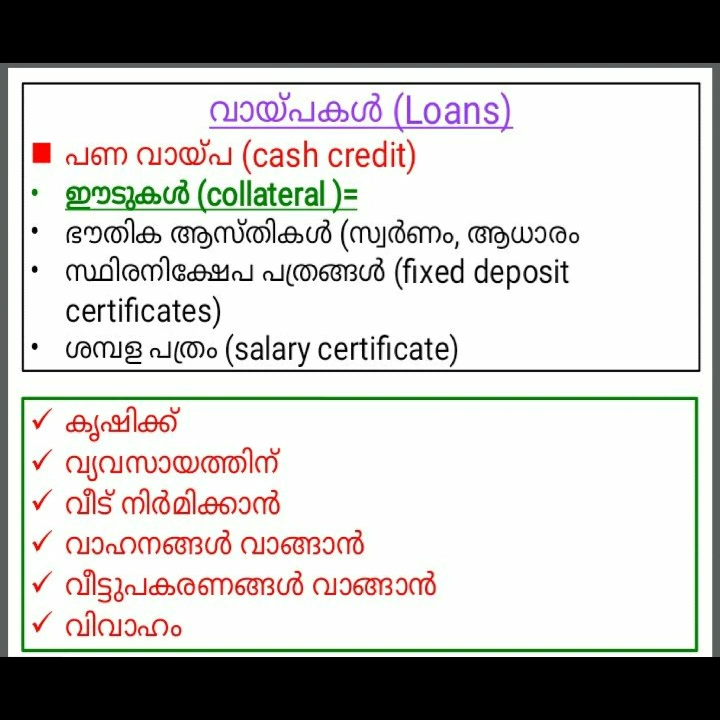 വായ്പകൾ (Loans)
■ പണ വായ്പ (cash credit)
• ഈടുകൾ (collateral )=
• ഭൗതിക ആസ്തികൾ (സ്വർണം, ആധാരം
• സ്ഥിരനിക്ഷേപ പത്രങ്ങൾ (fixed deposit
certificates)
• ശമ്പള പത്രം (salary certificate)
✓ കൃഷിക്ക്
✓ വ്യവസായത്തിന്
✓ വീട് നിർമിക്കാൻ
✓ വാഹനങ്ങൾ വാങ്ങാൻ
✓ വീട്ടുപകരണങ്ങൾ വാങ്ങാൻ
✓ വിവാഹം